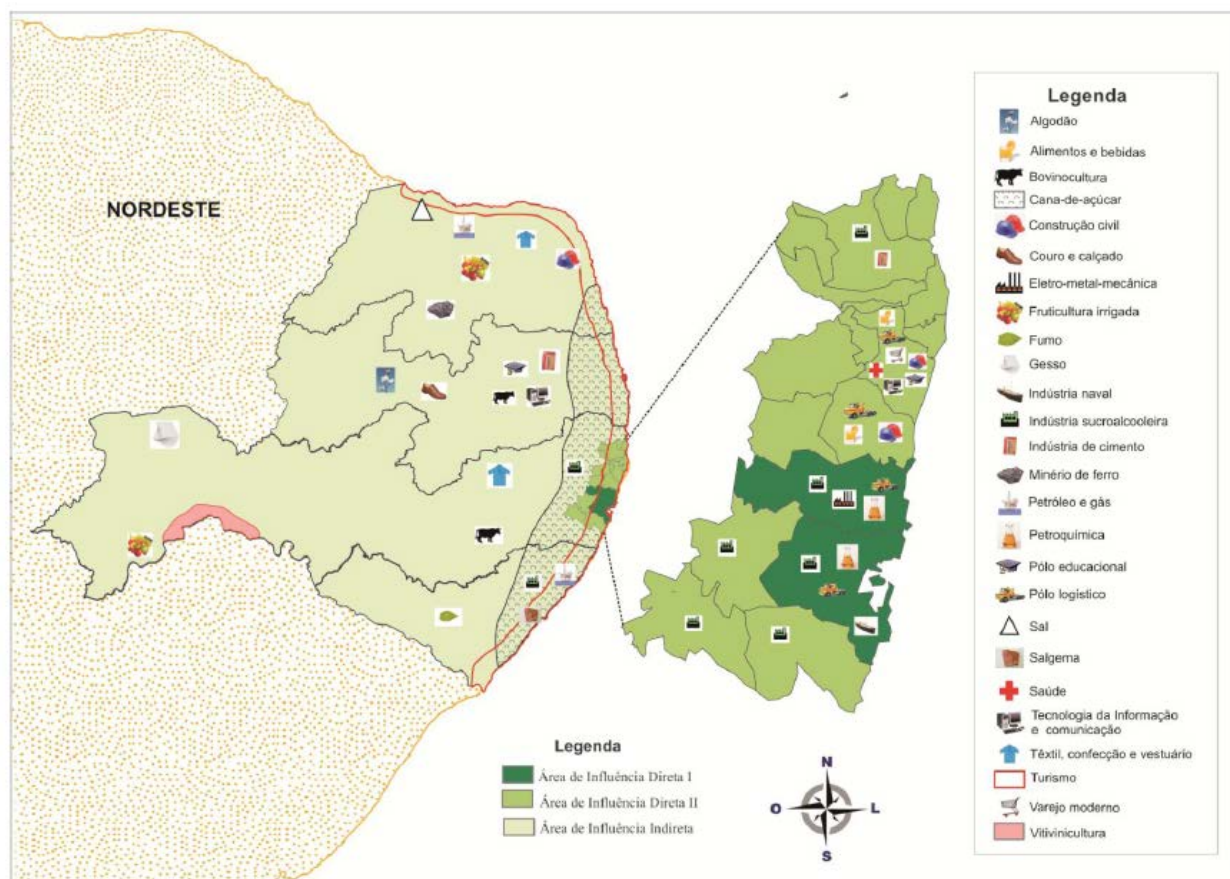 NORDESTE
Legenda
Algodão
Alimentos e bebidas
Bovinocultura
Cana-de-açúcar
Construção civil
Couro e calçado
Eletro-metal-mecânica
Fruticultura irrigada
Fumo
Gesso
Indústria naval
Indústria sucroalcooleira
Indústria de cimento
Minério de ferro
Petróleo e gás
Petroquímica
Pólo educacional
Pólo logístico
Sal
Salgema
Saúde
Tecnologia da Informação
e comunicação
Têxtil, confecção e vestuário
Turismo
Varejo moderno
Vitivinicultura
Legenda
Área de Influência Direta I
Área de Influência Direta II
Área de Influência Indireta
N
O
L
S